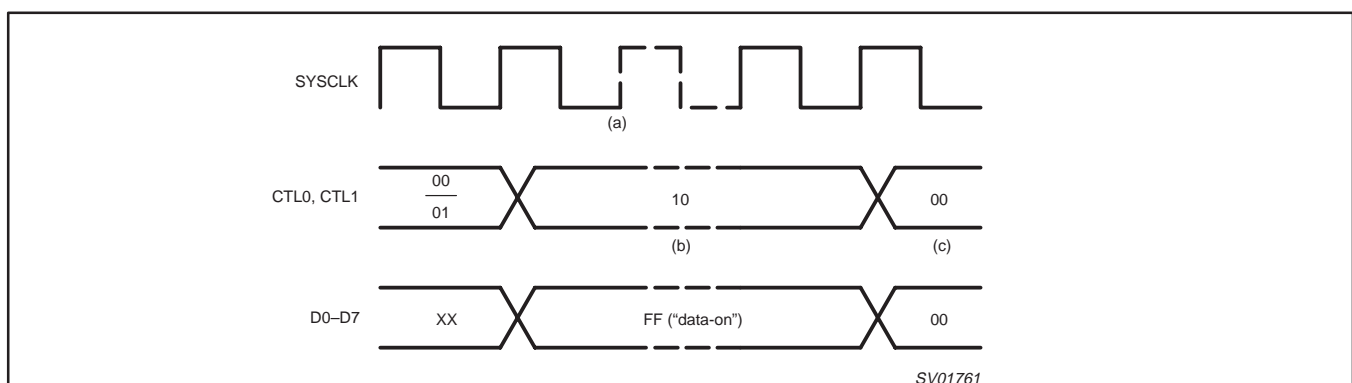 SYSCLK
(a)
CTL0, CTL1
00
01
10
00
(b)
(c)
D0–D7
XX
FF (“data-on”)
00
SV01761